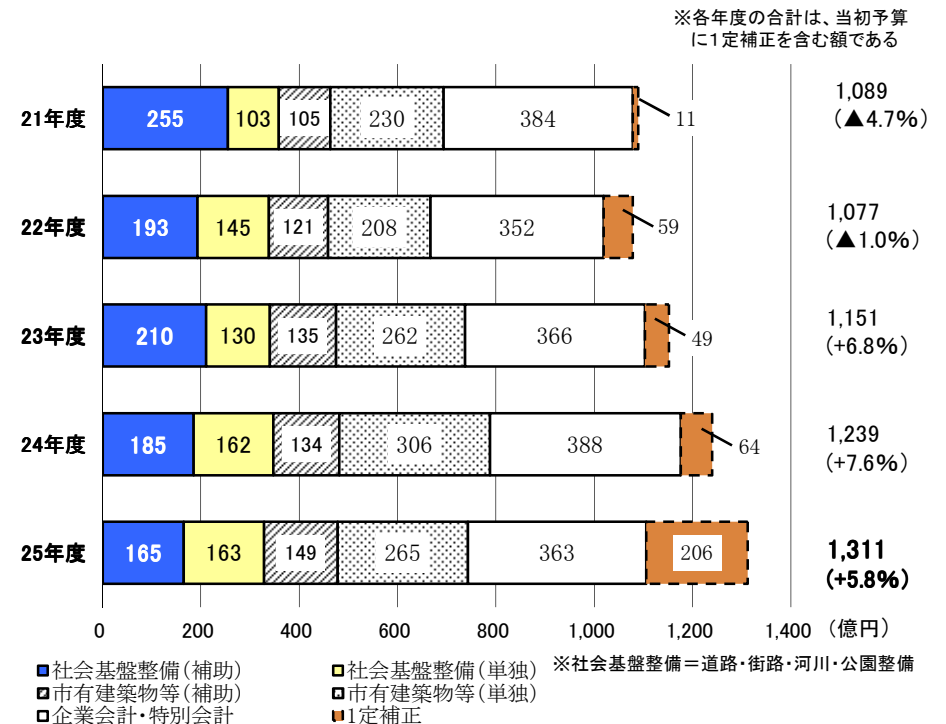 ※各年度の合計は、当初予算
に1定補正を含む額である
21年度 255 103 105 230 384 11 1,089
(▲4.7%)
22年度 193 145 121 208 352 59 1,077
(▲1.0%)
23年度 210 130 135 262 366 49 1,151
(+6.8%)
24年度 185 162 134 306 388 64 1,239
(+7.6%)
25年度 165 163 149 265 363 206 1,311
(+5.8%)
0 200 400 600 800 1,000 1,200 1,400 (億円)
社会基盤整備(補助) 社会基盤整備(単独) ※社会基盤整備=道路・街路・河川・公園整備
市有建築物等(補助) 市有建築物等(単独)
企業会計・特別会計 1定補正